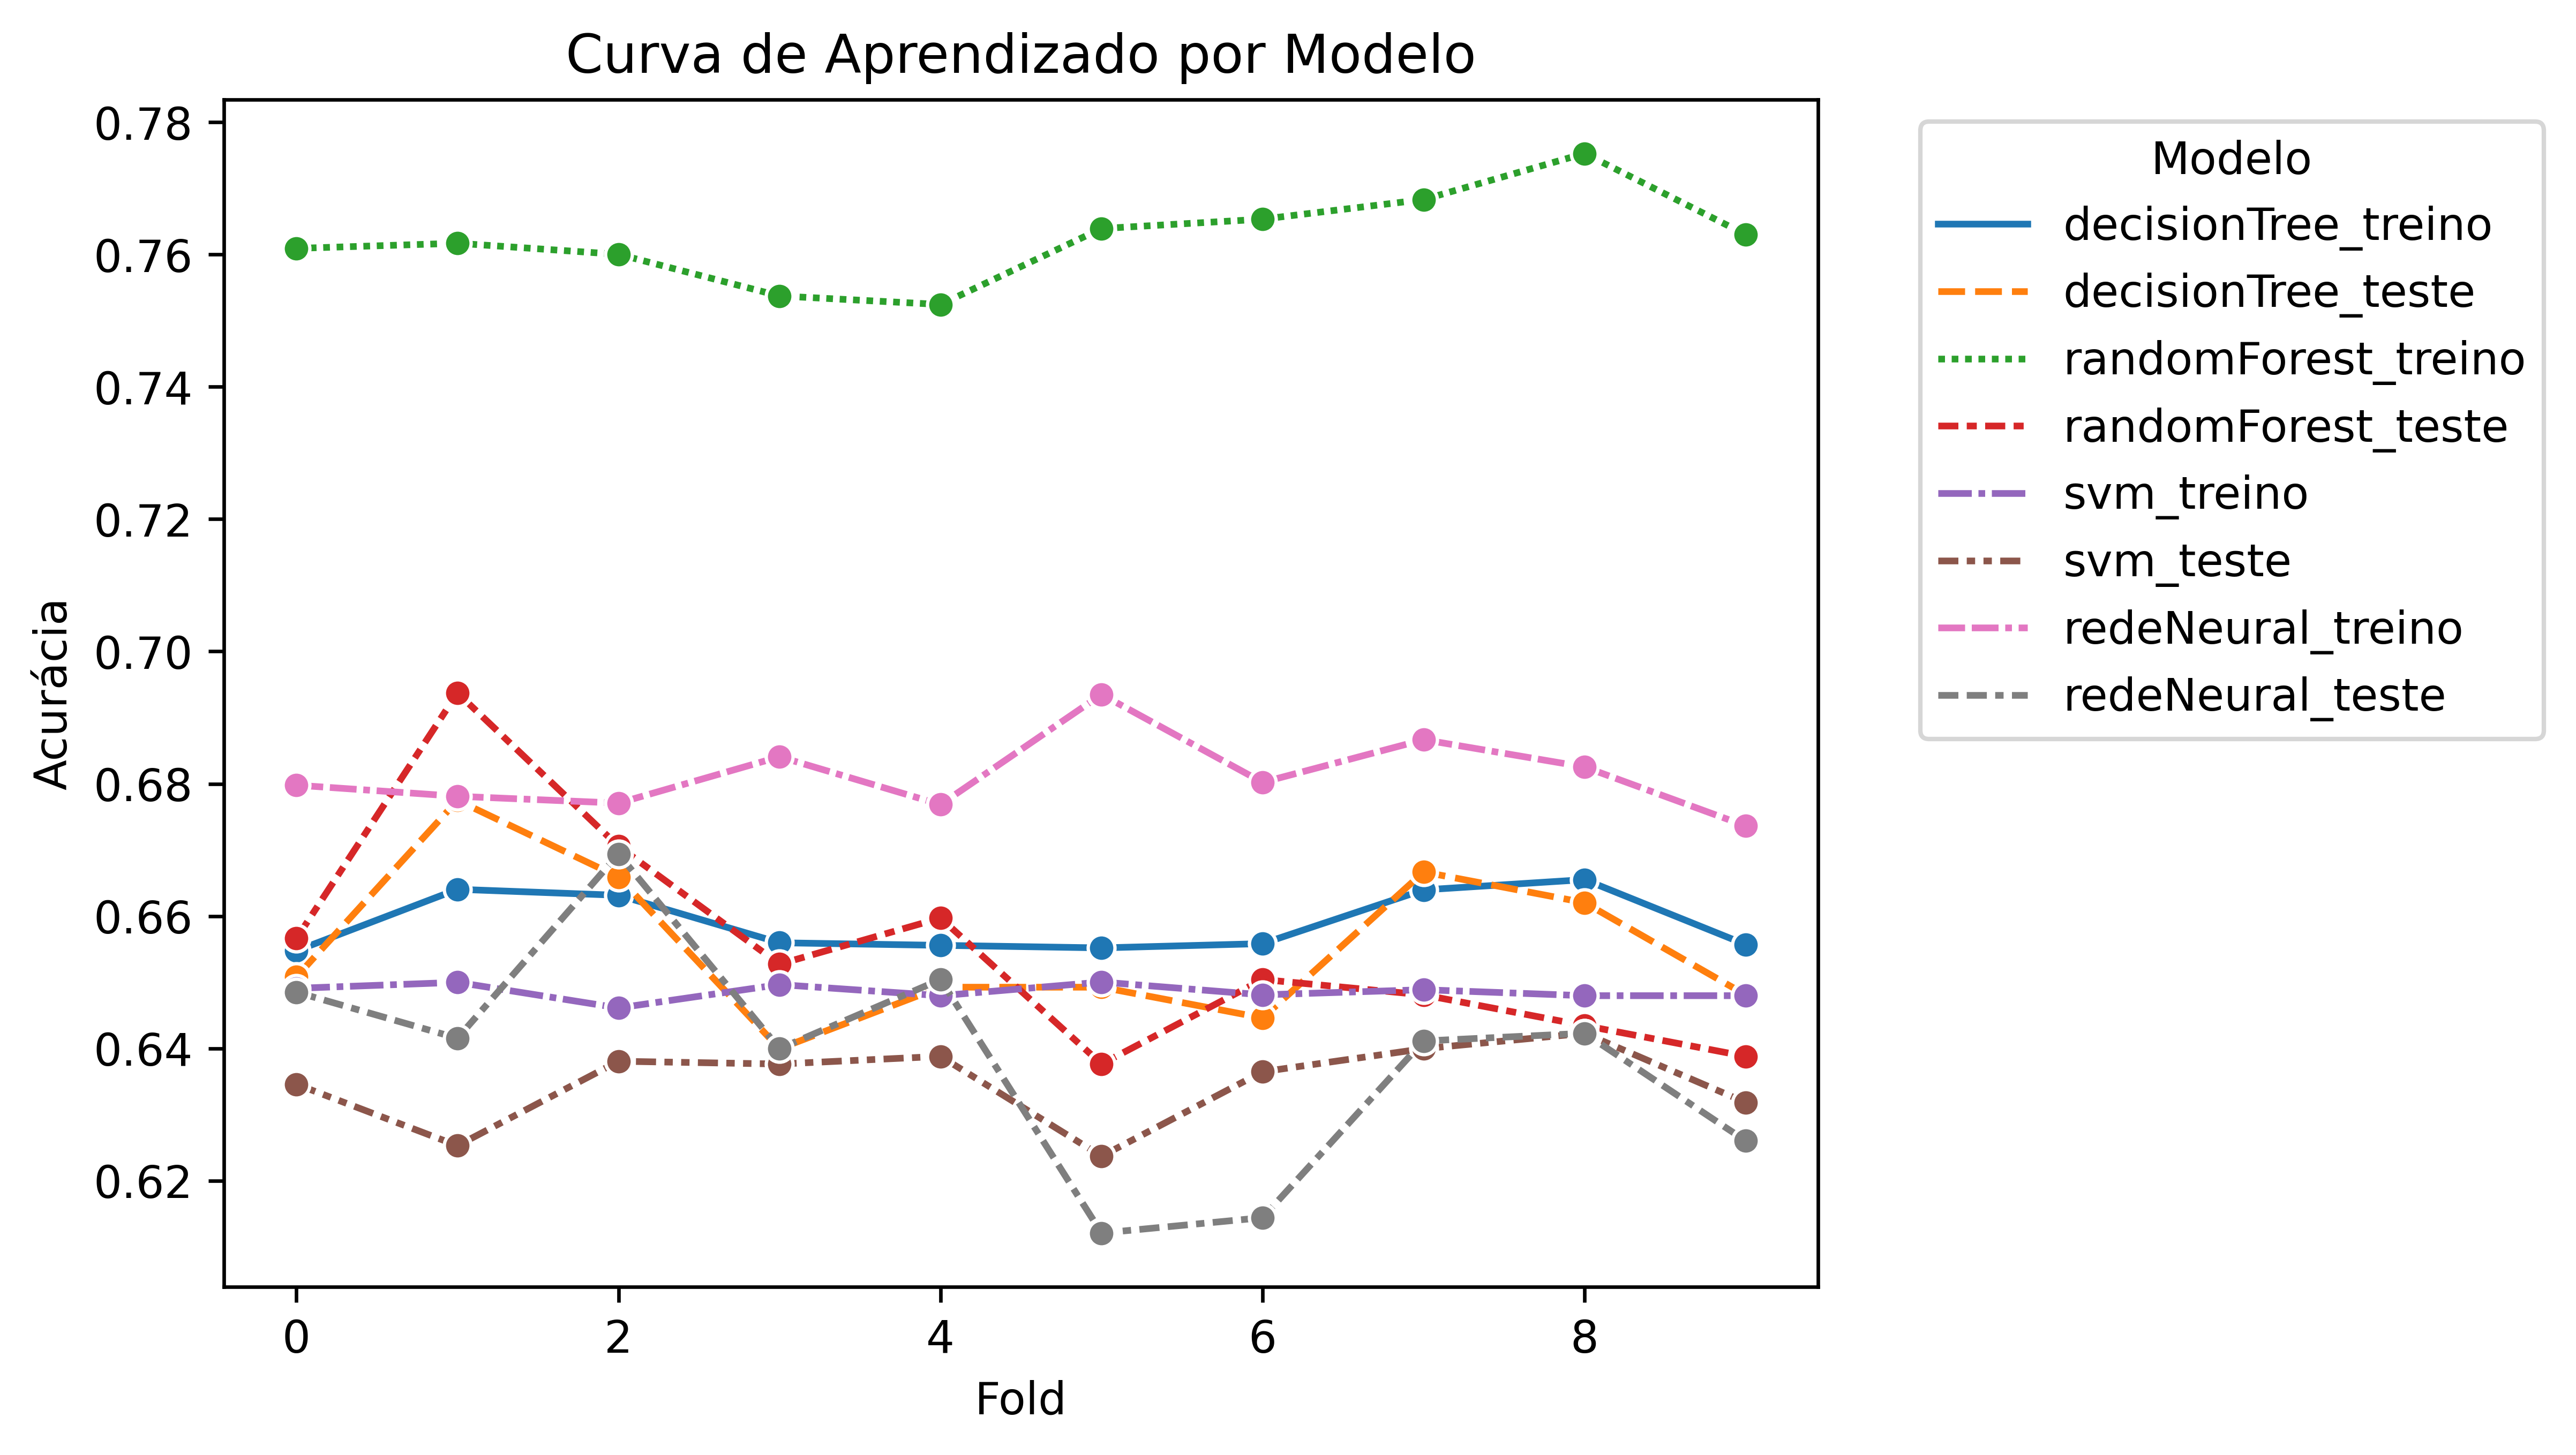 Curva de Aprendizado por Modelo
0.78
0.76
0.74
0.72
0.70
0.68
0.66
0.64
0.62
Acurácia
0
2
4
6
8
Fold
Modelo
decisionTree_treino
decisionTree_teste
randomForest_treino
randomForest_teste
svm_treino
svm_teste
redeNeural_treino
redeNeural_teste